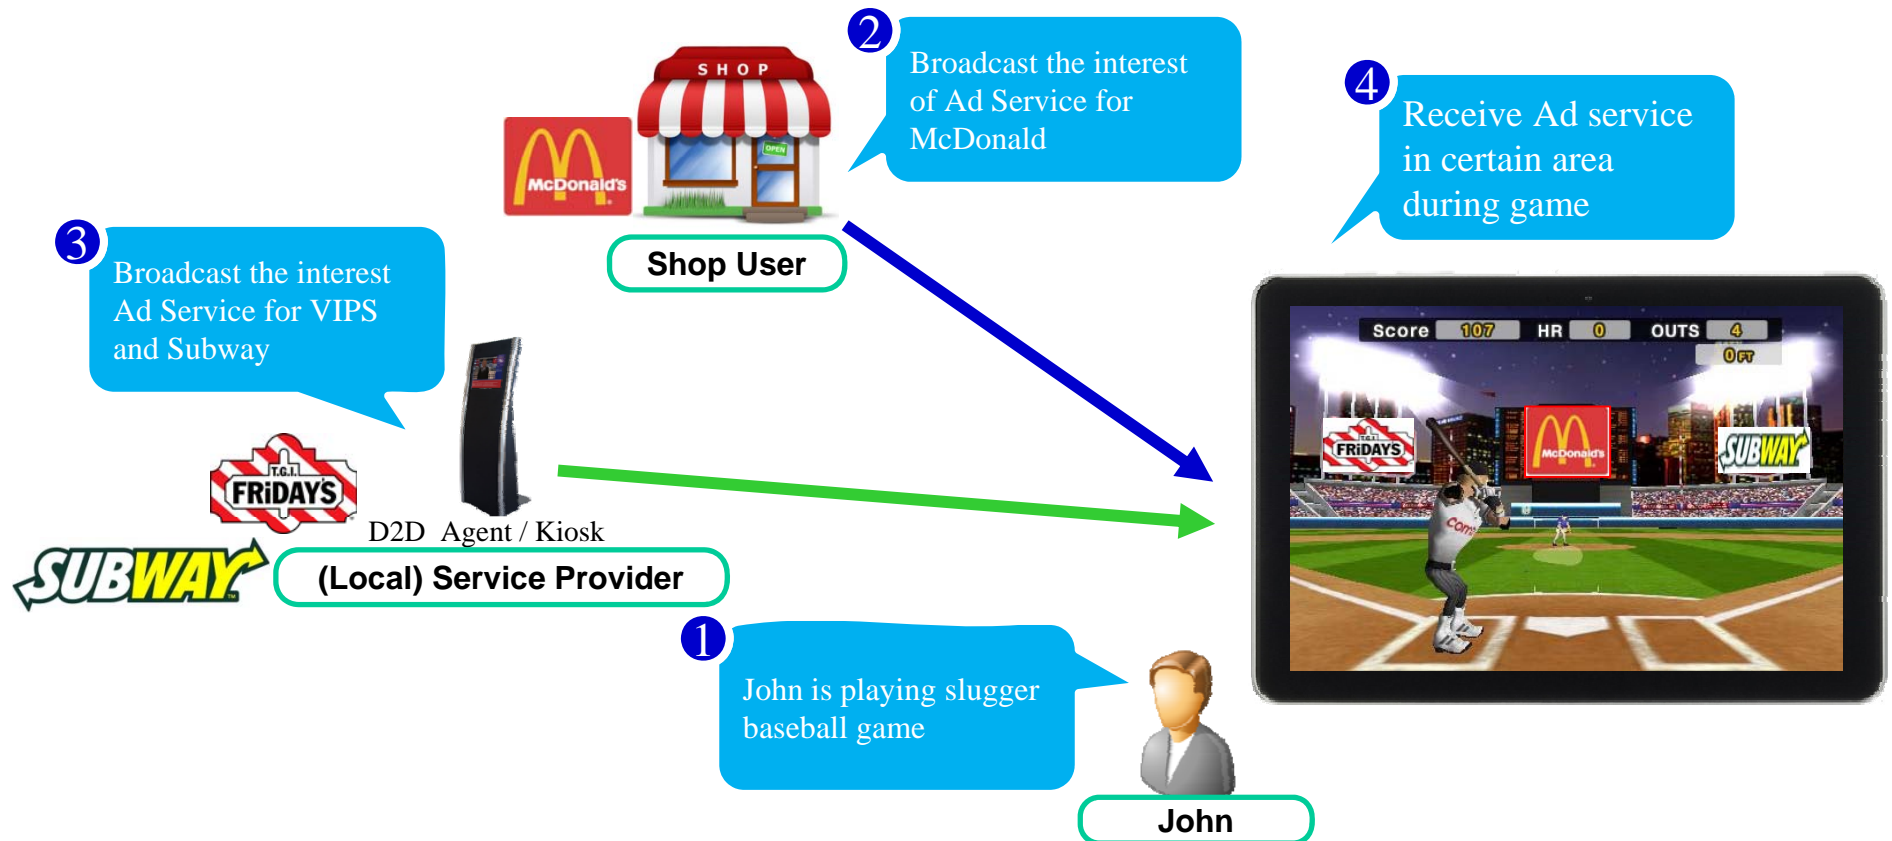 2
Broadcast the interest
of Ad Service for
McDonald
SHOP
OPEN
McDonald's
Shop User
4
Receive Ad service
in certain area
during game
3
Broadcast the interest
Ad Service for VIPS
and Subway
T.G.I.
FRiDAY'S
SUBWAY
D2D Agent / Kiosk
(Local) Service Provider
Score 107 HR 0 OUTS 4
0 FT
T.G.I.
FRiDAYS
McDonald's
SUBWAY
1
John is playing slugger
baseball game
John